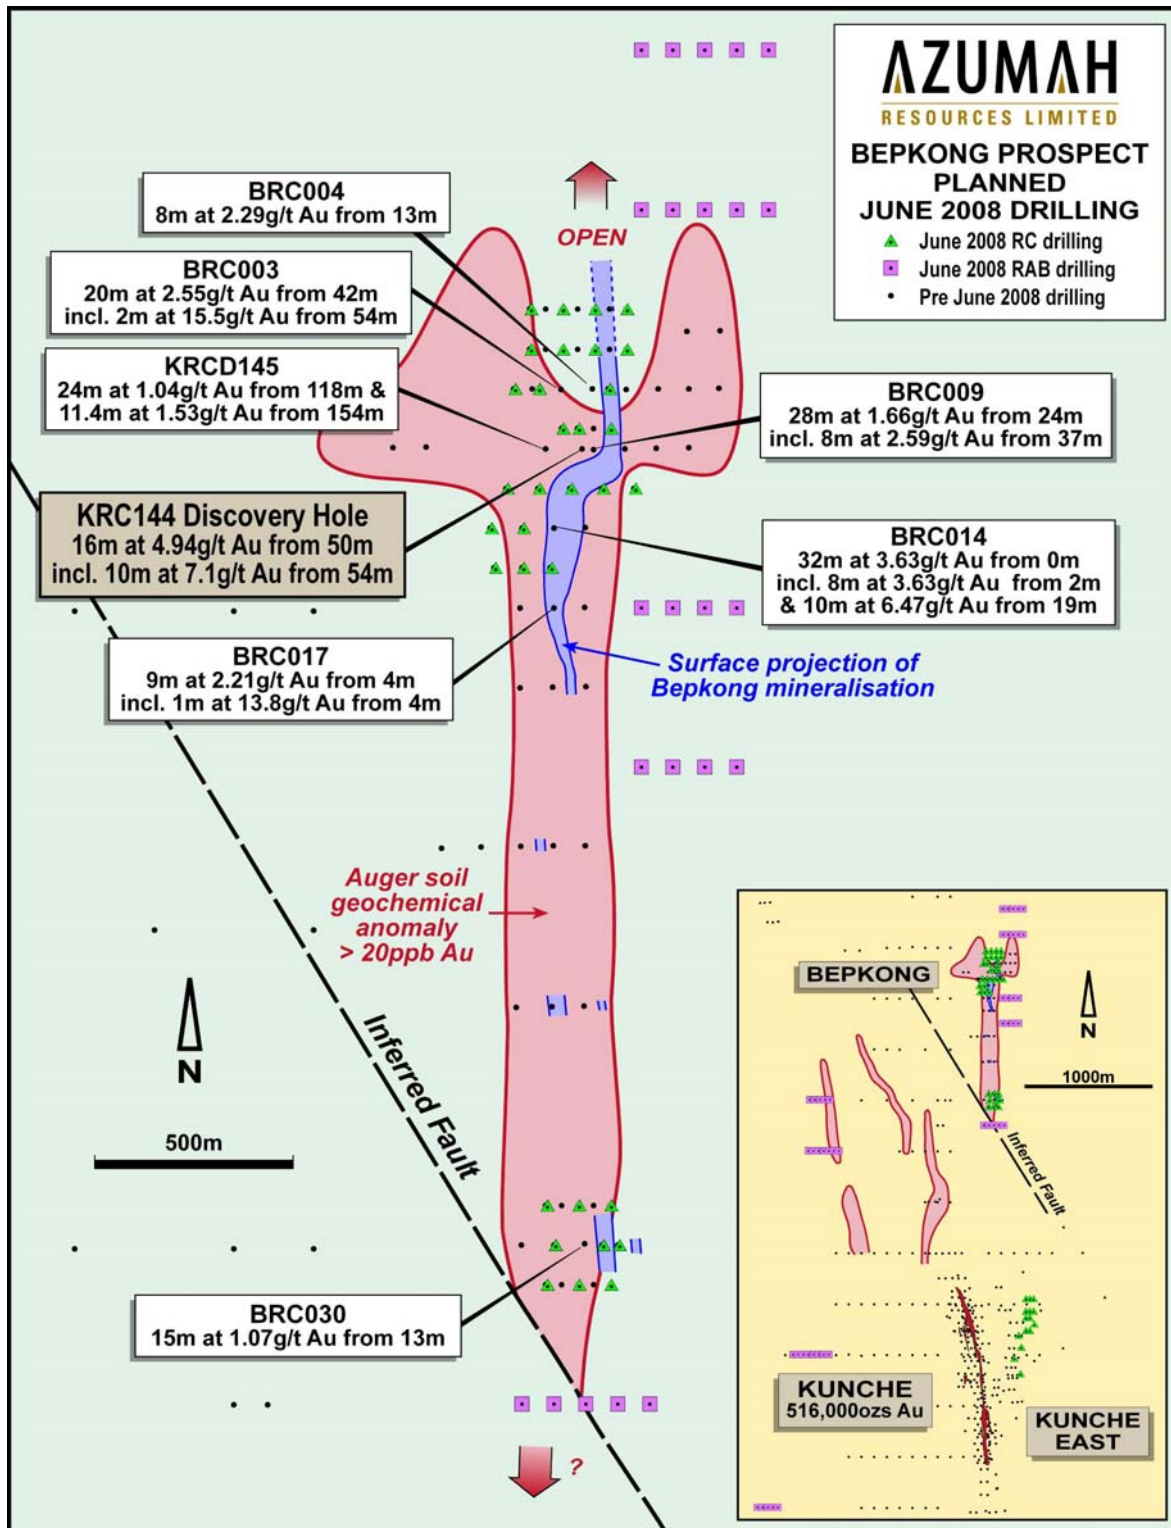 AZUMAH
RESOURCES LIMITED
BEPKONG PROSPECT
PLANNED
JUNE 2008 DRILLING
June 2008 RC drilling
June 2008 RAB drilling
Pre June 2008 drilling
OPEN
BRC004
8m at 2.29g/t Au from 13m
BRC003
20m at 2.55g/t Au from 42m
incl. 2m at 15.5g/t Au from 54m
KRCD145
24m at 1.04g/t Au from 118m &
11.4m at 1.53g/t Au from 154m
BRC009
28m at 1.66g/t Au from 24m
incl. 8m at 2.59g/t Au from 37m
KRC144 Discovery Hole
16m at 4.94g/t Au from 50m
incl. 10m at 7.1g/t Au from 54m
BRC014
32m at 3.63g/t Au from 0m
incl. 8m at 3.63g/t Au from 2m
& 10m at 6.47g/t Au from 19m
BRC017
9m at 2.21g/t Au from 4m
incl. 1m at 13.8g/t Au from 4m
Surface projection of
Bepkong mineralisation
Auger soil
geochemical
anomaly
> 20ppb Au
N
500m
Inferred Fault
BRC030
15m at 1.07g/t Au from 13m
?
BEPKONG
N
1000m
Inferred Fault
KUNCHE
516,000ozs Au
KUNCHE
EAST